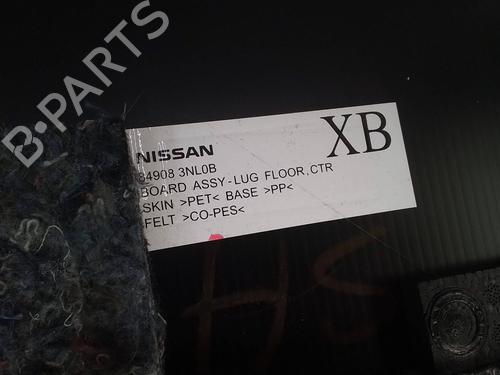 B-PARTS
NISSAN
XB
84908 3NL0B
BOARD ASSY-LUG FLOOR,CTR
SKIN >PET< BASE >PP<
FELT >CO-PES<